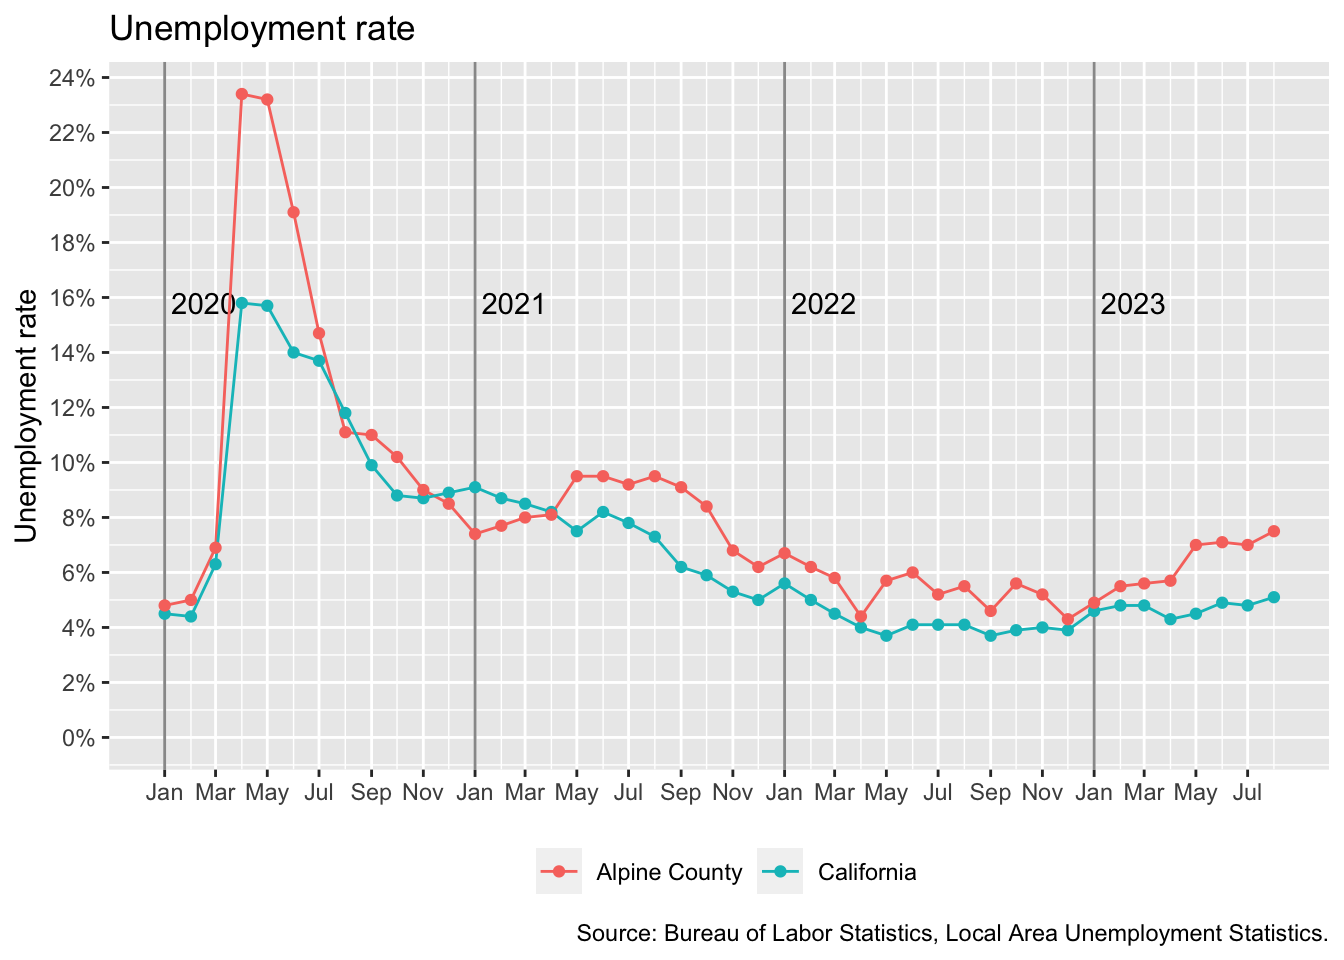 Unemployment rate
Unemployment rate
24%
22%
20%
18%
16%
14%
12%
10%
8%
6%
4%
2%
0%
2020 2021 2022 2023
Jan Mar May Jul Sep Nov Jan Mar May Jul Sep Nov Jan Mar May Jul Sep Nov Jan Mar May Jul
Alpine County California
Source: Bureau of Labor Statistics, Local Area Unemployment Statistics.